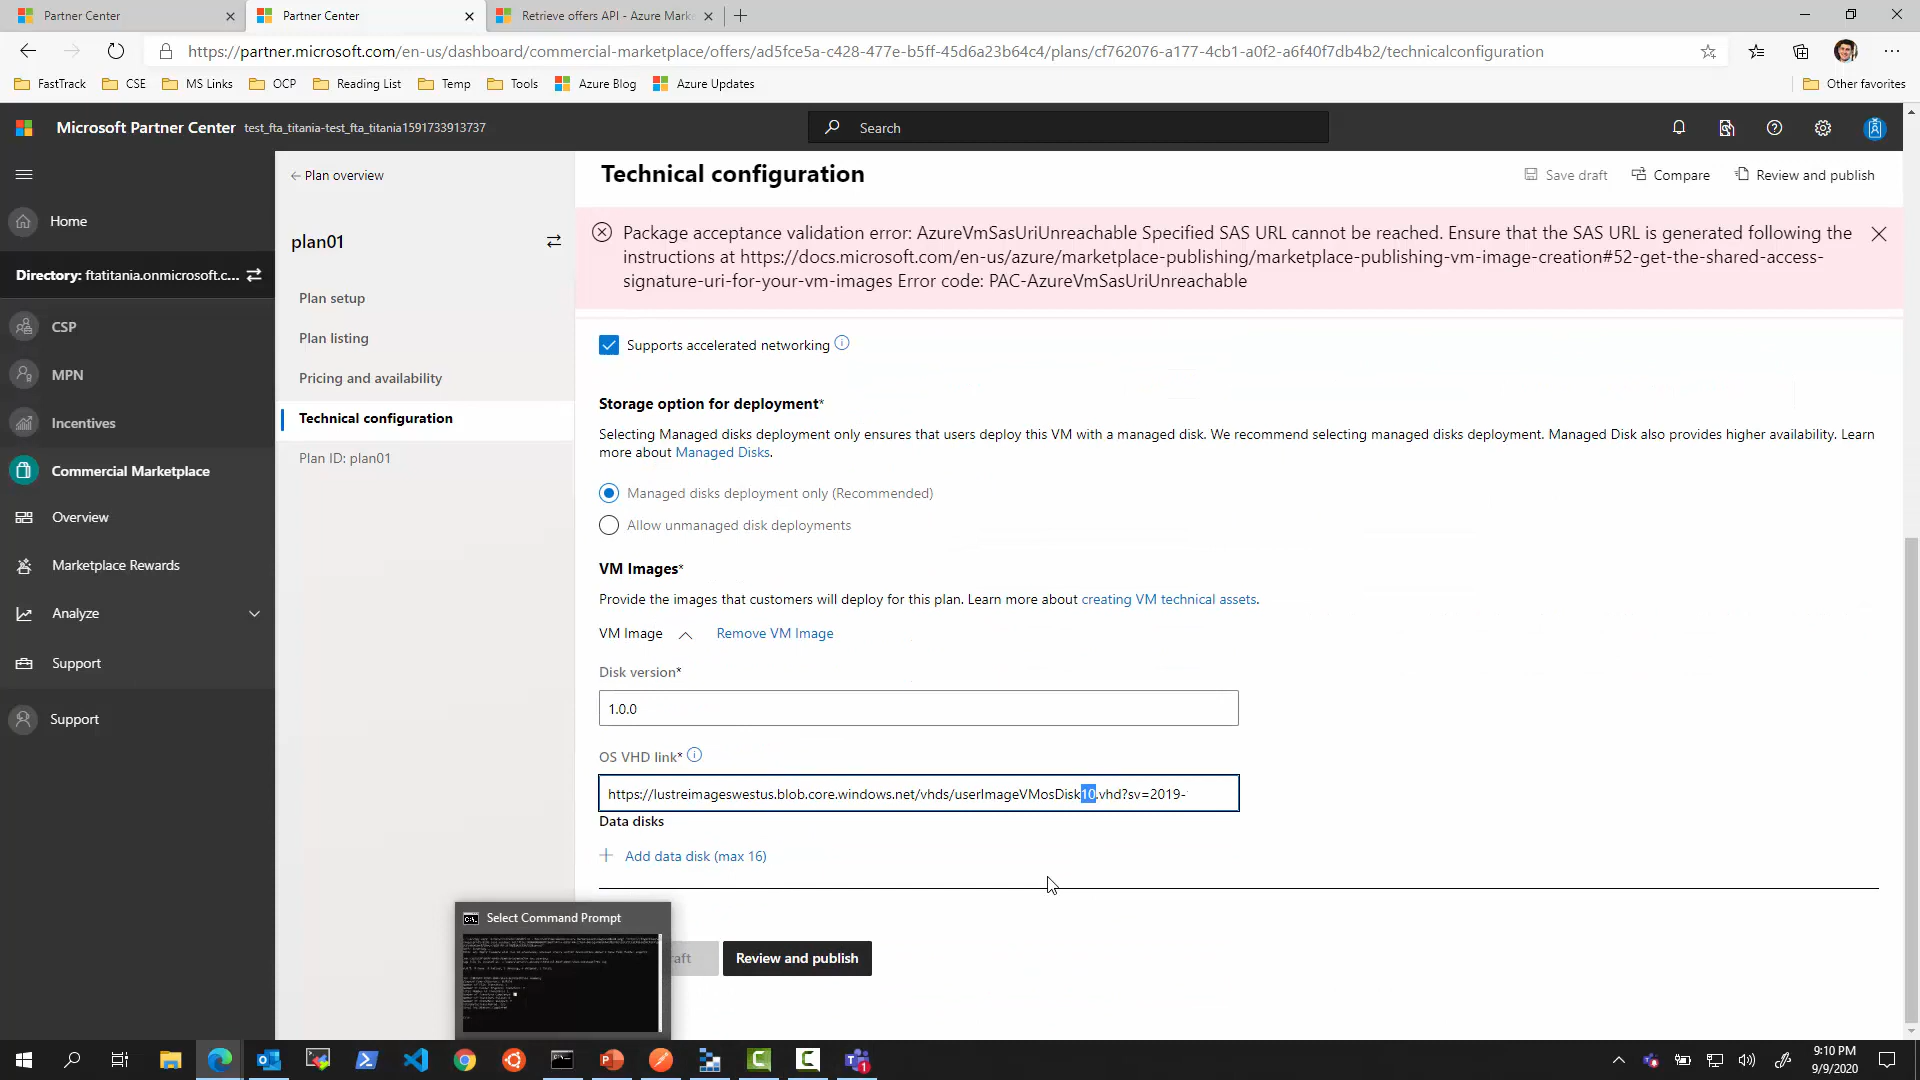 Partner Center
Partner Center
Retrieve offers API - Azure Mark
https://partner.microsoft.com/en-us/dashboard/commercial-marketplace/offers/ad5fce5a-c428-477e-b5ff-45d6a23b64c4/plans/cf762076-a177-4cb1-a0f2-a6f40f7db4b2/technicalconfiguration
FastTrack
CSE
MS Links
OCP
Reading List
Temp
Tools
Azure Blog
Azure Updates
Other favorites
Microsoft Partner Center
test_fta_titania-test_fta_titania1591733913737
Search
Home
Directory: ftatitania.onmicrosoft.c...
CSP
MPN
Incentives
Commercial Marketplace
Overview
Marketplace Rewards
Analyze
Support
Support
Plan overview
plan01
Plan setup
Plan listing
Pricing and availability
Technical configuration
Plan ID: plan01
Technical configuration
Save draft
Compare
Review and publish
Package acceptance validation error: AzureVmSasUriUnreachable Specified SAS URL cannot be reached. Ensure that the SAS URL is generated following the
instructions at https://docs.microsoft.com/en-us/azure/marketplace-publishing/marketplace-publishing-vm-image-creation#52-get-the-shared-access-
signature-uri-for-your-vm-images Error code: PAC-AzureVmSasUriUnreachable
Supports accelerated networking
Storage option for deployment*
Selecting Managed disks deployment only ensures that users deploy this VM with a managed disk. We recommend selecting managed disks deployment. Managed Disk also provides higher availability. Learn
more about Managed Disks.
Managed disks deployment only (Recommended)
Allow unmanaged disk deployments
VM Images*
Provide the images that customers will deploy for this plan. Learn more about creating VM technical assets.
VM Image
Remove VM Image
Disk version*
1.0.0
OS VHD link*
https://lustreimageswestus.blob.core.windows.net/vhds/userImageVMosDisk10.vhd?sv=2019-
Data disks
Add data disk (max 16)
Select Command Prompt
aft
Review and publish
9:10 PM
9/9/2020